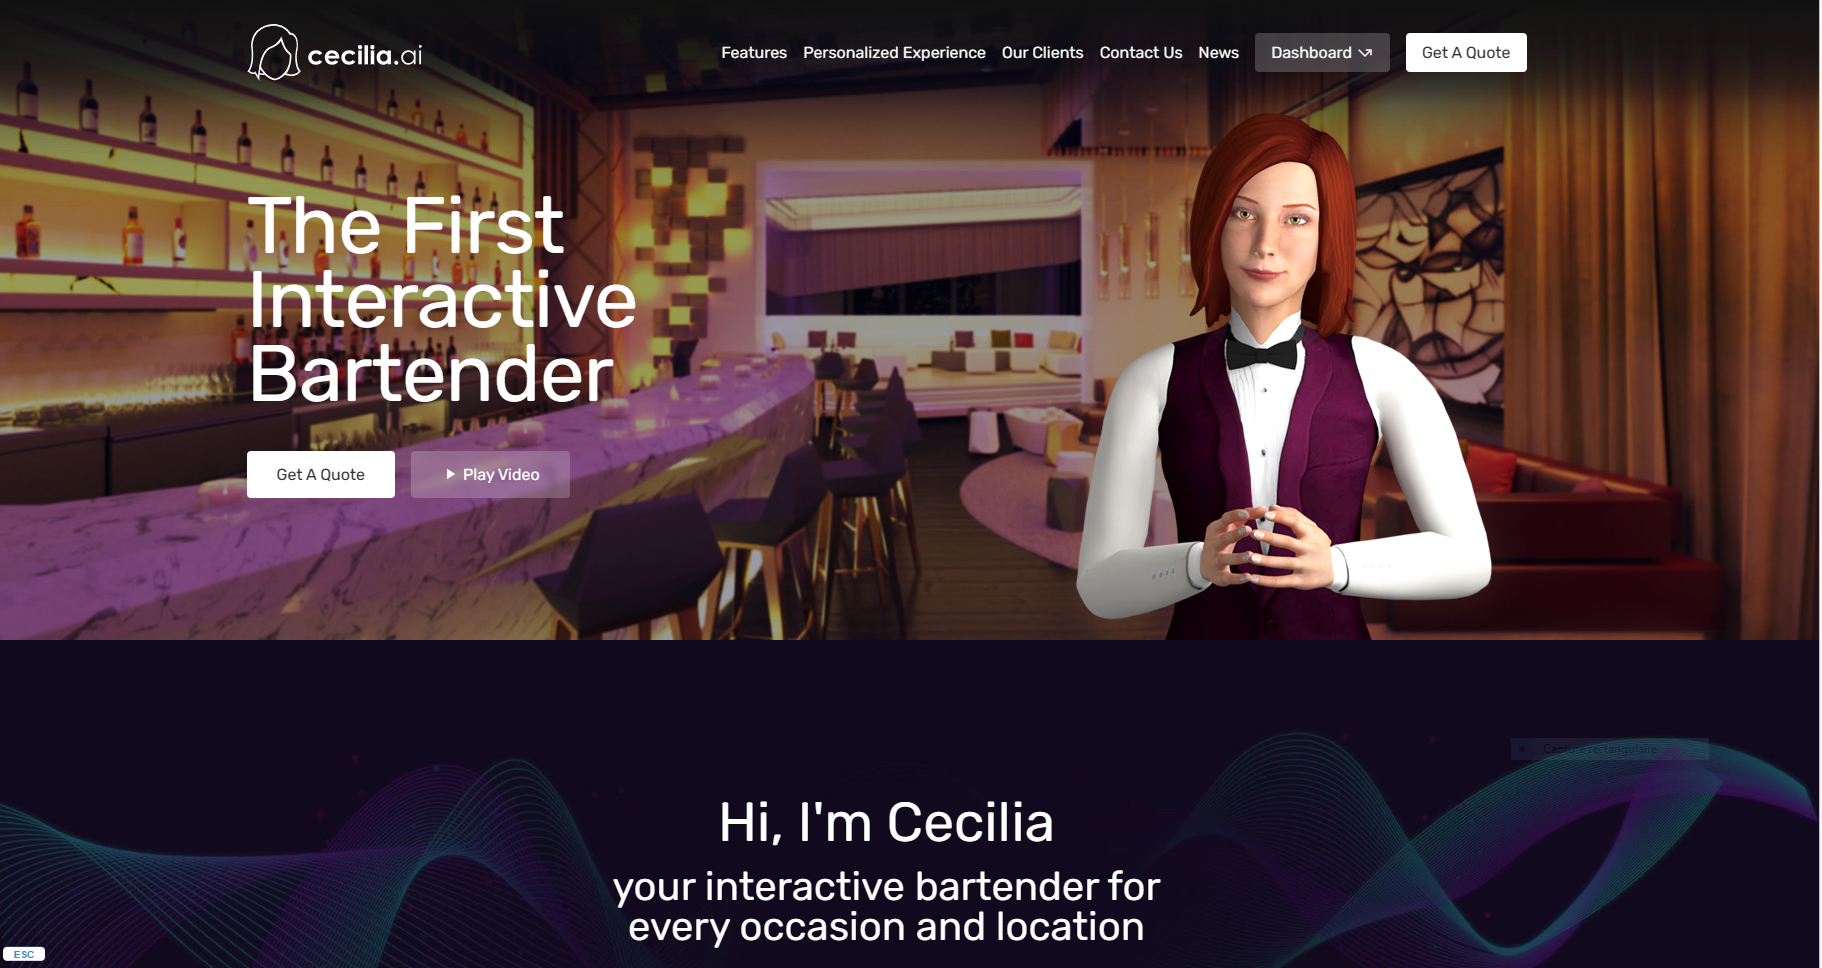 cecilia.ai
Features Personalized Experience Our Clients Contact Us News Dashboard Get A Quote
The First
Interactive
Bartender
Get A Quote Play Video
Capture rectangulaire
Hi, I'm Cecilia
your interactive bartender for
every occasion and location
ESC